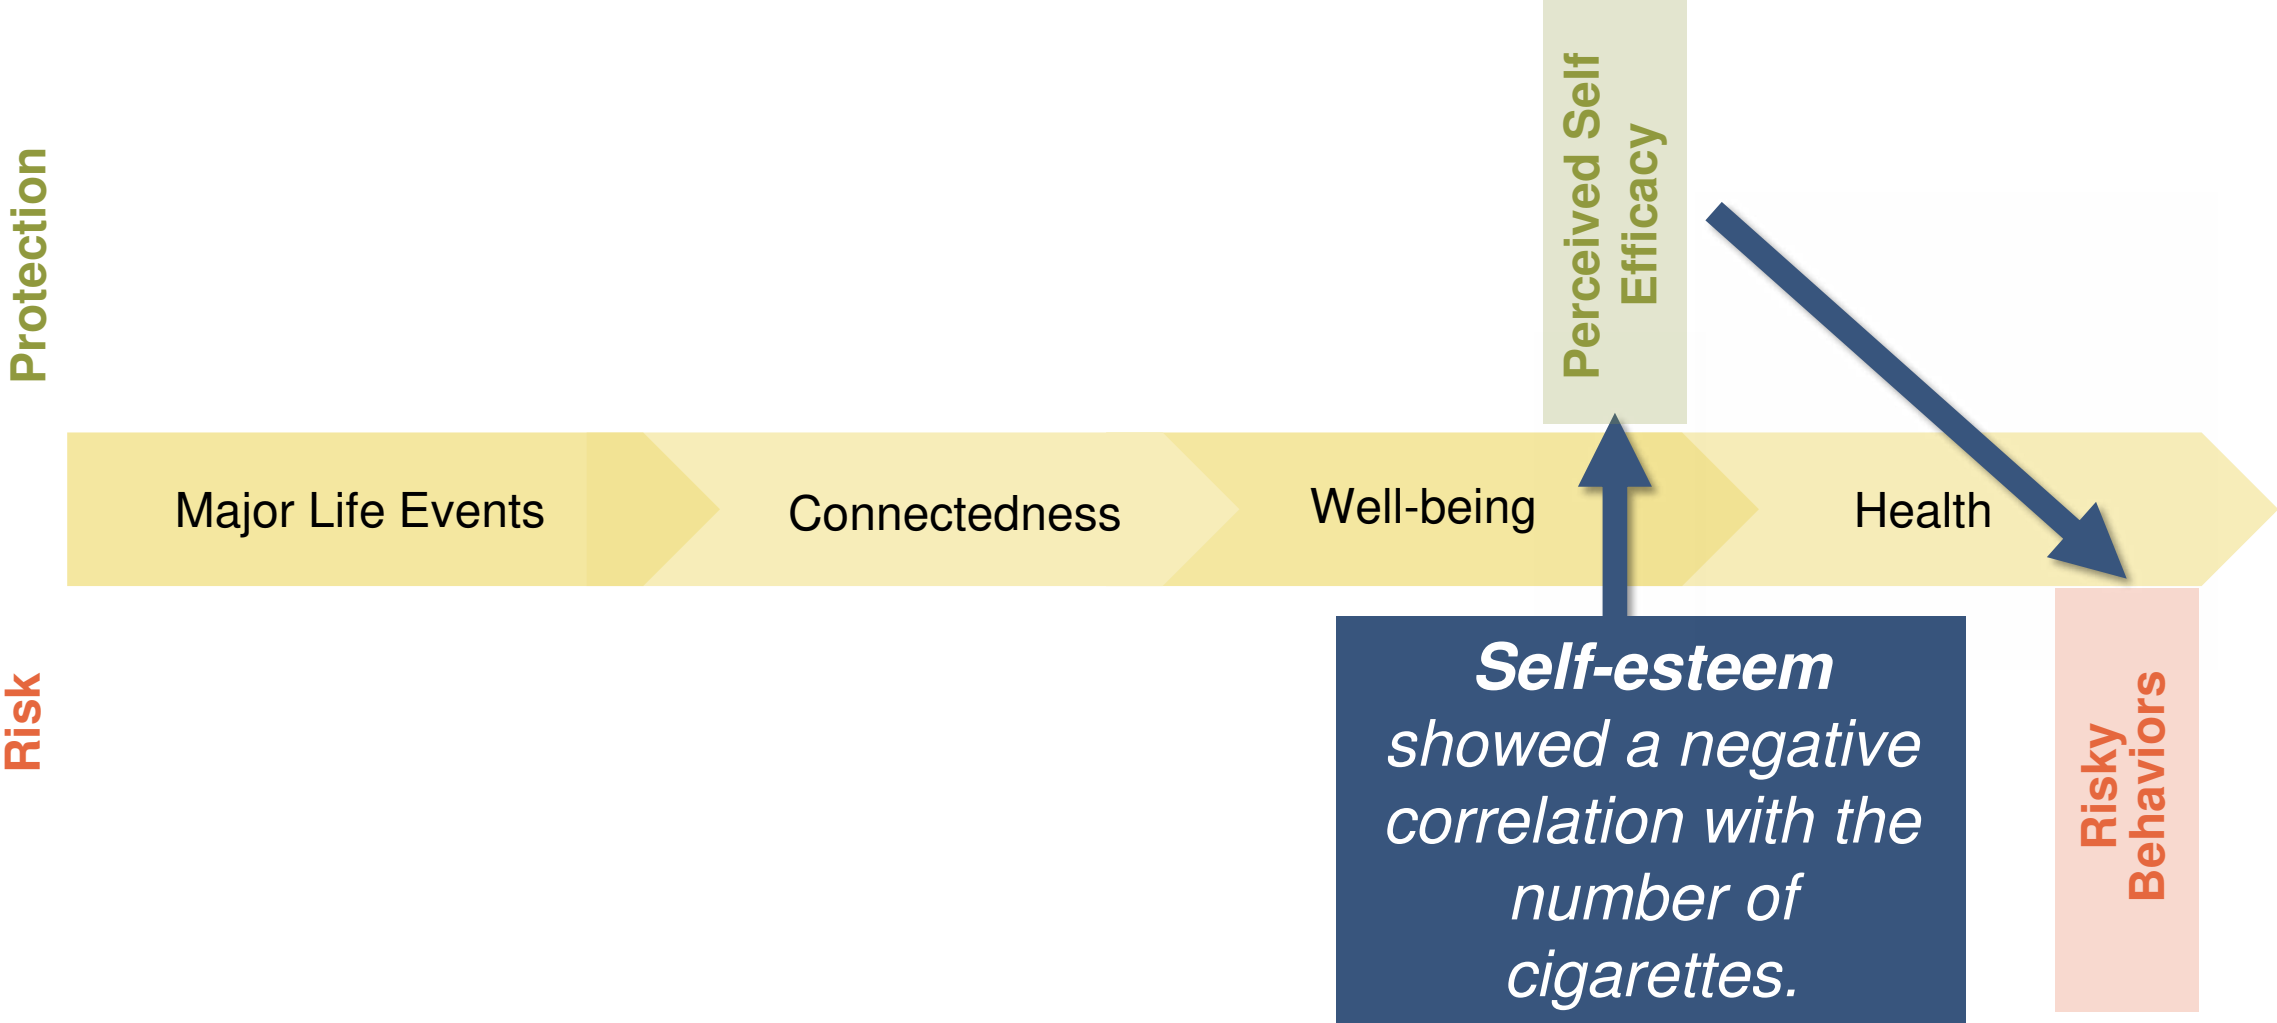 Protection
Perceived Self
Efficacy
Major Life Events
Connectedness
Well-being
Health
Risk
Self-esteem
showed a negative
correlation with the
number of
cigarettes.
Risky
Behaviors